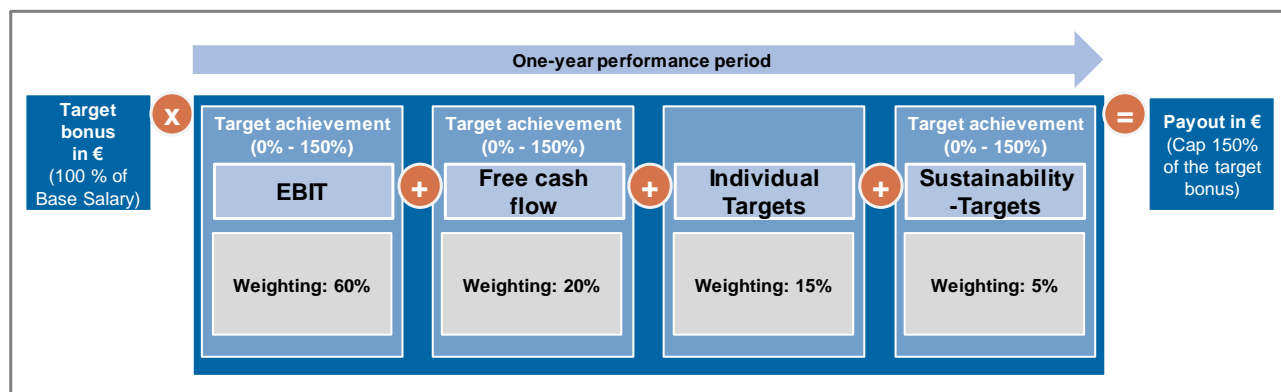 One-year performance period
Target
bonus
in €
(100 % of
Base Salary)
x
Target achievement
(0% - 150%)
EBIT
Weighting: 60%
+
Target achievement
(0% - 150%)
Free cash
flow
Weighting: 20%
+
Individual
Targets
Weighting: 15%
+
Target achievement
(0% - 150%)
Sustainability
-Targets
Weighting: 5%
=
Payout in €
(Cap 150%
of the target
bonus)